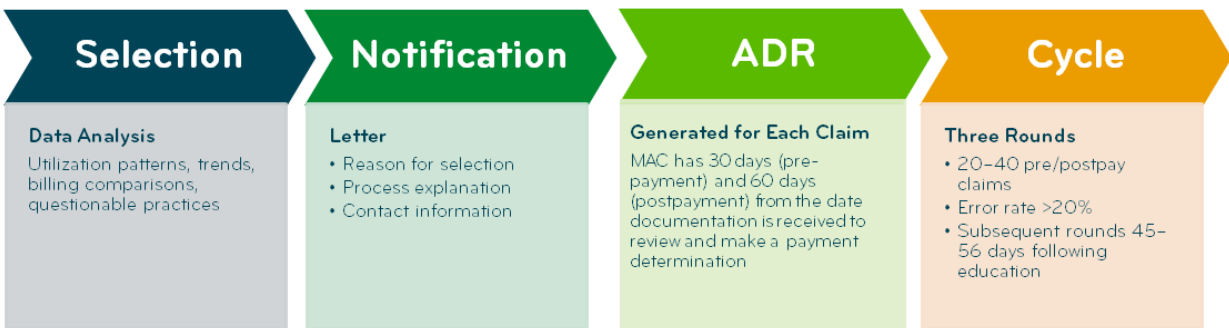 Selection
Data Analysis
Utilization patterns, trends,
billing comparisons,
questionable practices
Notification
Letter
• Reason for selection
• Process explanation
• Contact information
ADR
Generated for Each Claim
MAC has 30 days (pre-
payment) and 60 days
(postpayment) from the date
documentation is received to
review and make a payment
determination
Cycle
Three Rounds
• 20–40 pre/postpay
claims
• Error rate >20%
• Subsequent rounds 45–
56 days following
education